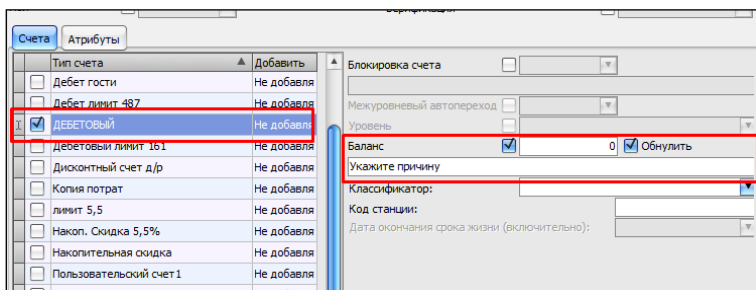 Счета Атрибуты
Тип счета Добавить
Дебет гости Не добавля
Дебет лимит 487 Не добавля
ДЕБЕТОВЫЙ Не добавля
Дебетовый лимит 161 Не добавля
Дисконтный счет д/р Не добавля
Копия потрат Не добавля
лимит 5,5 Не добавля
Накоп. Скидка 5,5% Не добавля
Накопительная скидка Не добавля
Пользовательский счет1 Не добавля
Блокировка счета
Межуровневый автопереход
Уровень
Баланс 0 Обнулить
Укажите причину
Классификатор:
Код станции:
Дата окончания срока жизни (включительно):